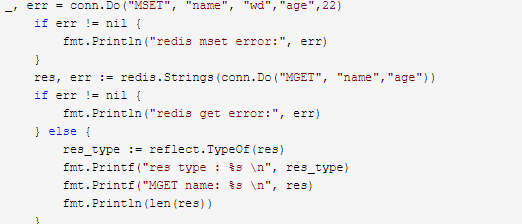 _, err = conn.Do("MSET", "name", "wd","age",22)
    if err != nil {
        fmt.Println("redis mset error:", err)
    }
    res, err := redis.Strings(conn.Do("MGET", "name","age"))
    if err != nil {
        fmt.Println("redis get error:", err)
    } else {
        res_type := reflect.TypeOf(res)
        fmt.Printf("res type : %s \n", res_type)
        fmt.Printf("MGET name: %s \n", res)
        fmt.Println(len(res))
    }